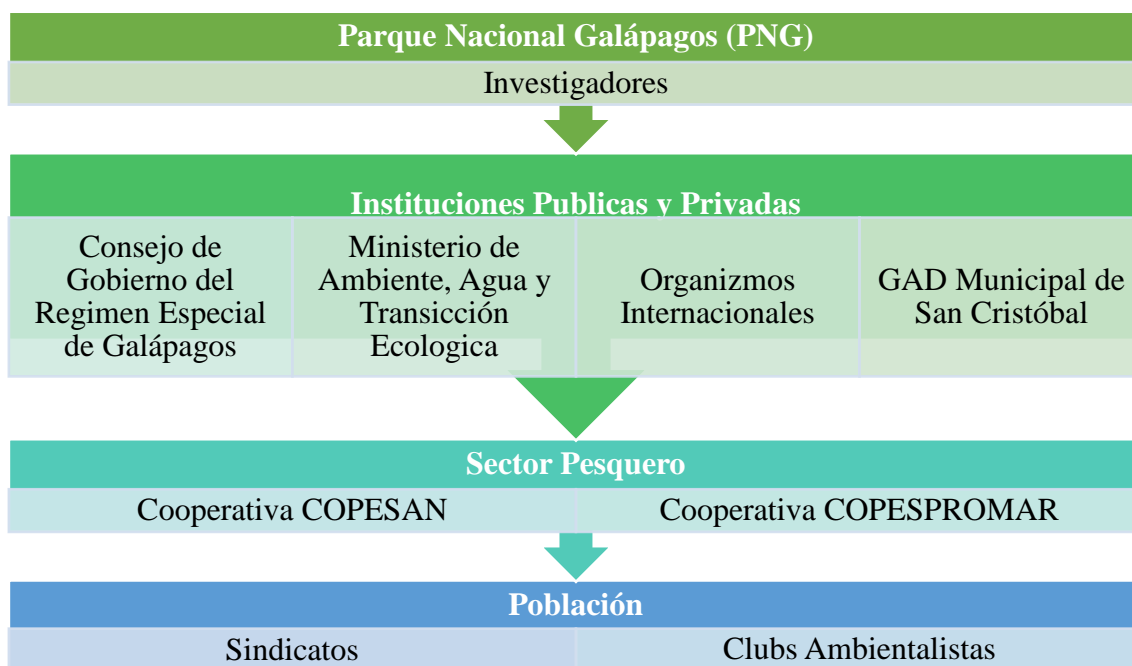 Parque Nacional Galápagos (PNG)
Investigadores
Instituciones Publicas y Privadas
Consejo de
Gobierno del
Regimen Especial
de Galápagos
Ministerio de
Ambiente, Agua y
Transicción
Ecologica
Organizmos
Internacionales
GAD Municipal de
San Cristóbal
Sector Pesquero
Cooperativa COPESAN
Cooperativa COPESPROMAR
Población
Sindicatos
Clubs Ambientalistas